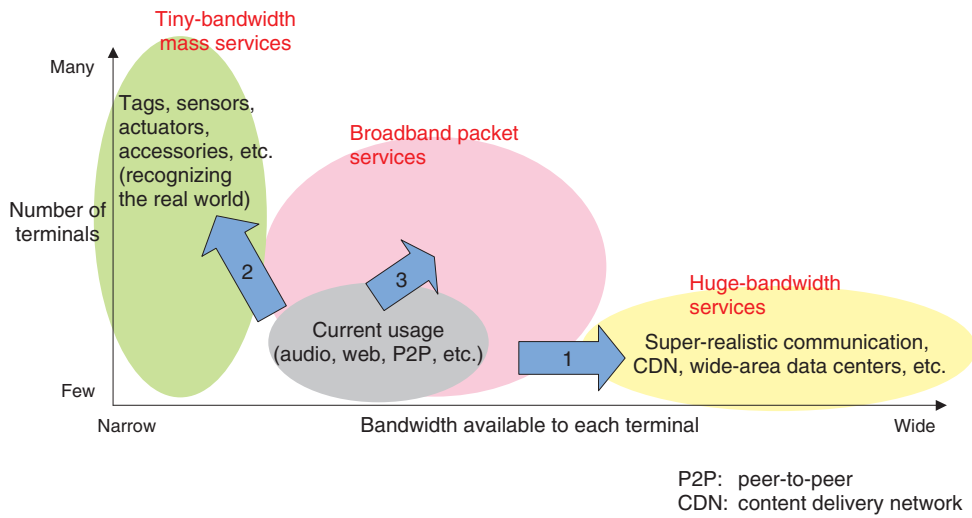 Tiny-bandwidth
mass services
Many
Tags, sensors,
actuators,
accessories, etc.
(recognizing
the real world)
Broadband packet
services
Number of
terminals
2
3
Huge-bandwidth
services
Current usage
(audio, web, P2P, etc.)
1
Super-realistic communication,
CDN, wide-area data centers, etc.
Few
Narrow
Bandwidth available to each terminal
Wide
P2P: peer-to-peer
CDN: content delivery network